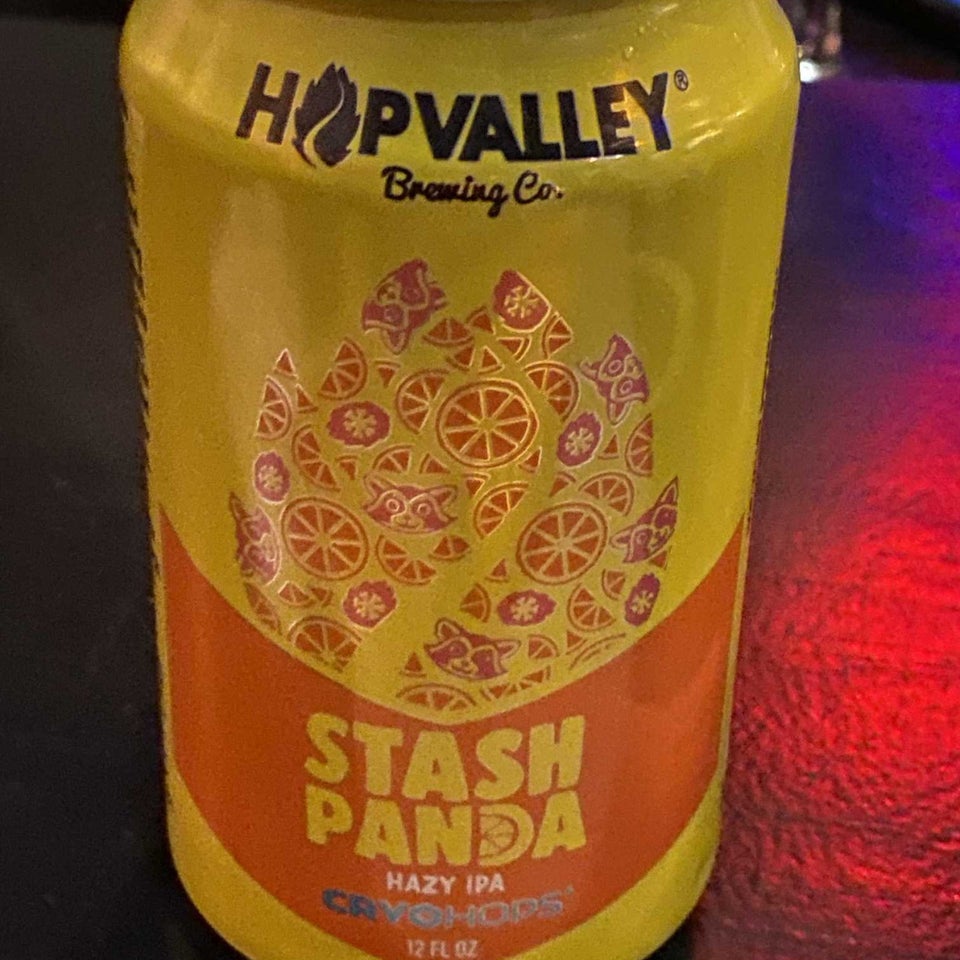 HOPVALLEY®
Brewing Co.
STASH
PANDA
HAZY IPA
CRYOHOPS
12 FL OZ